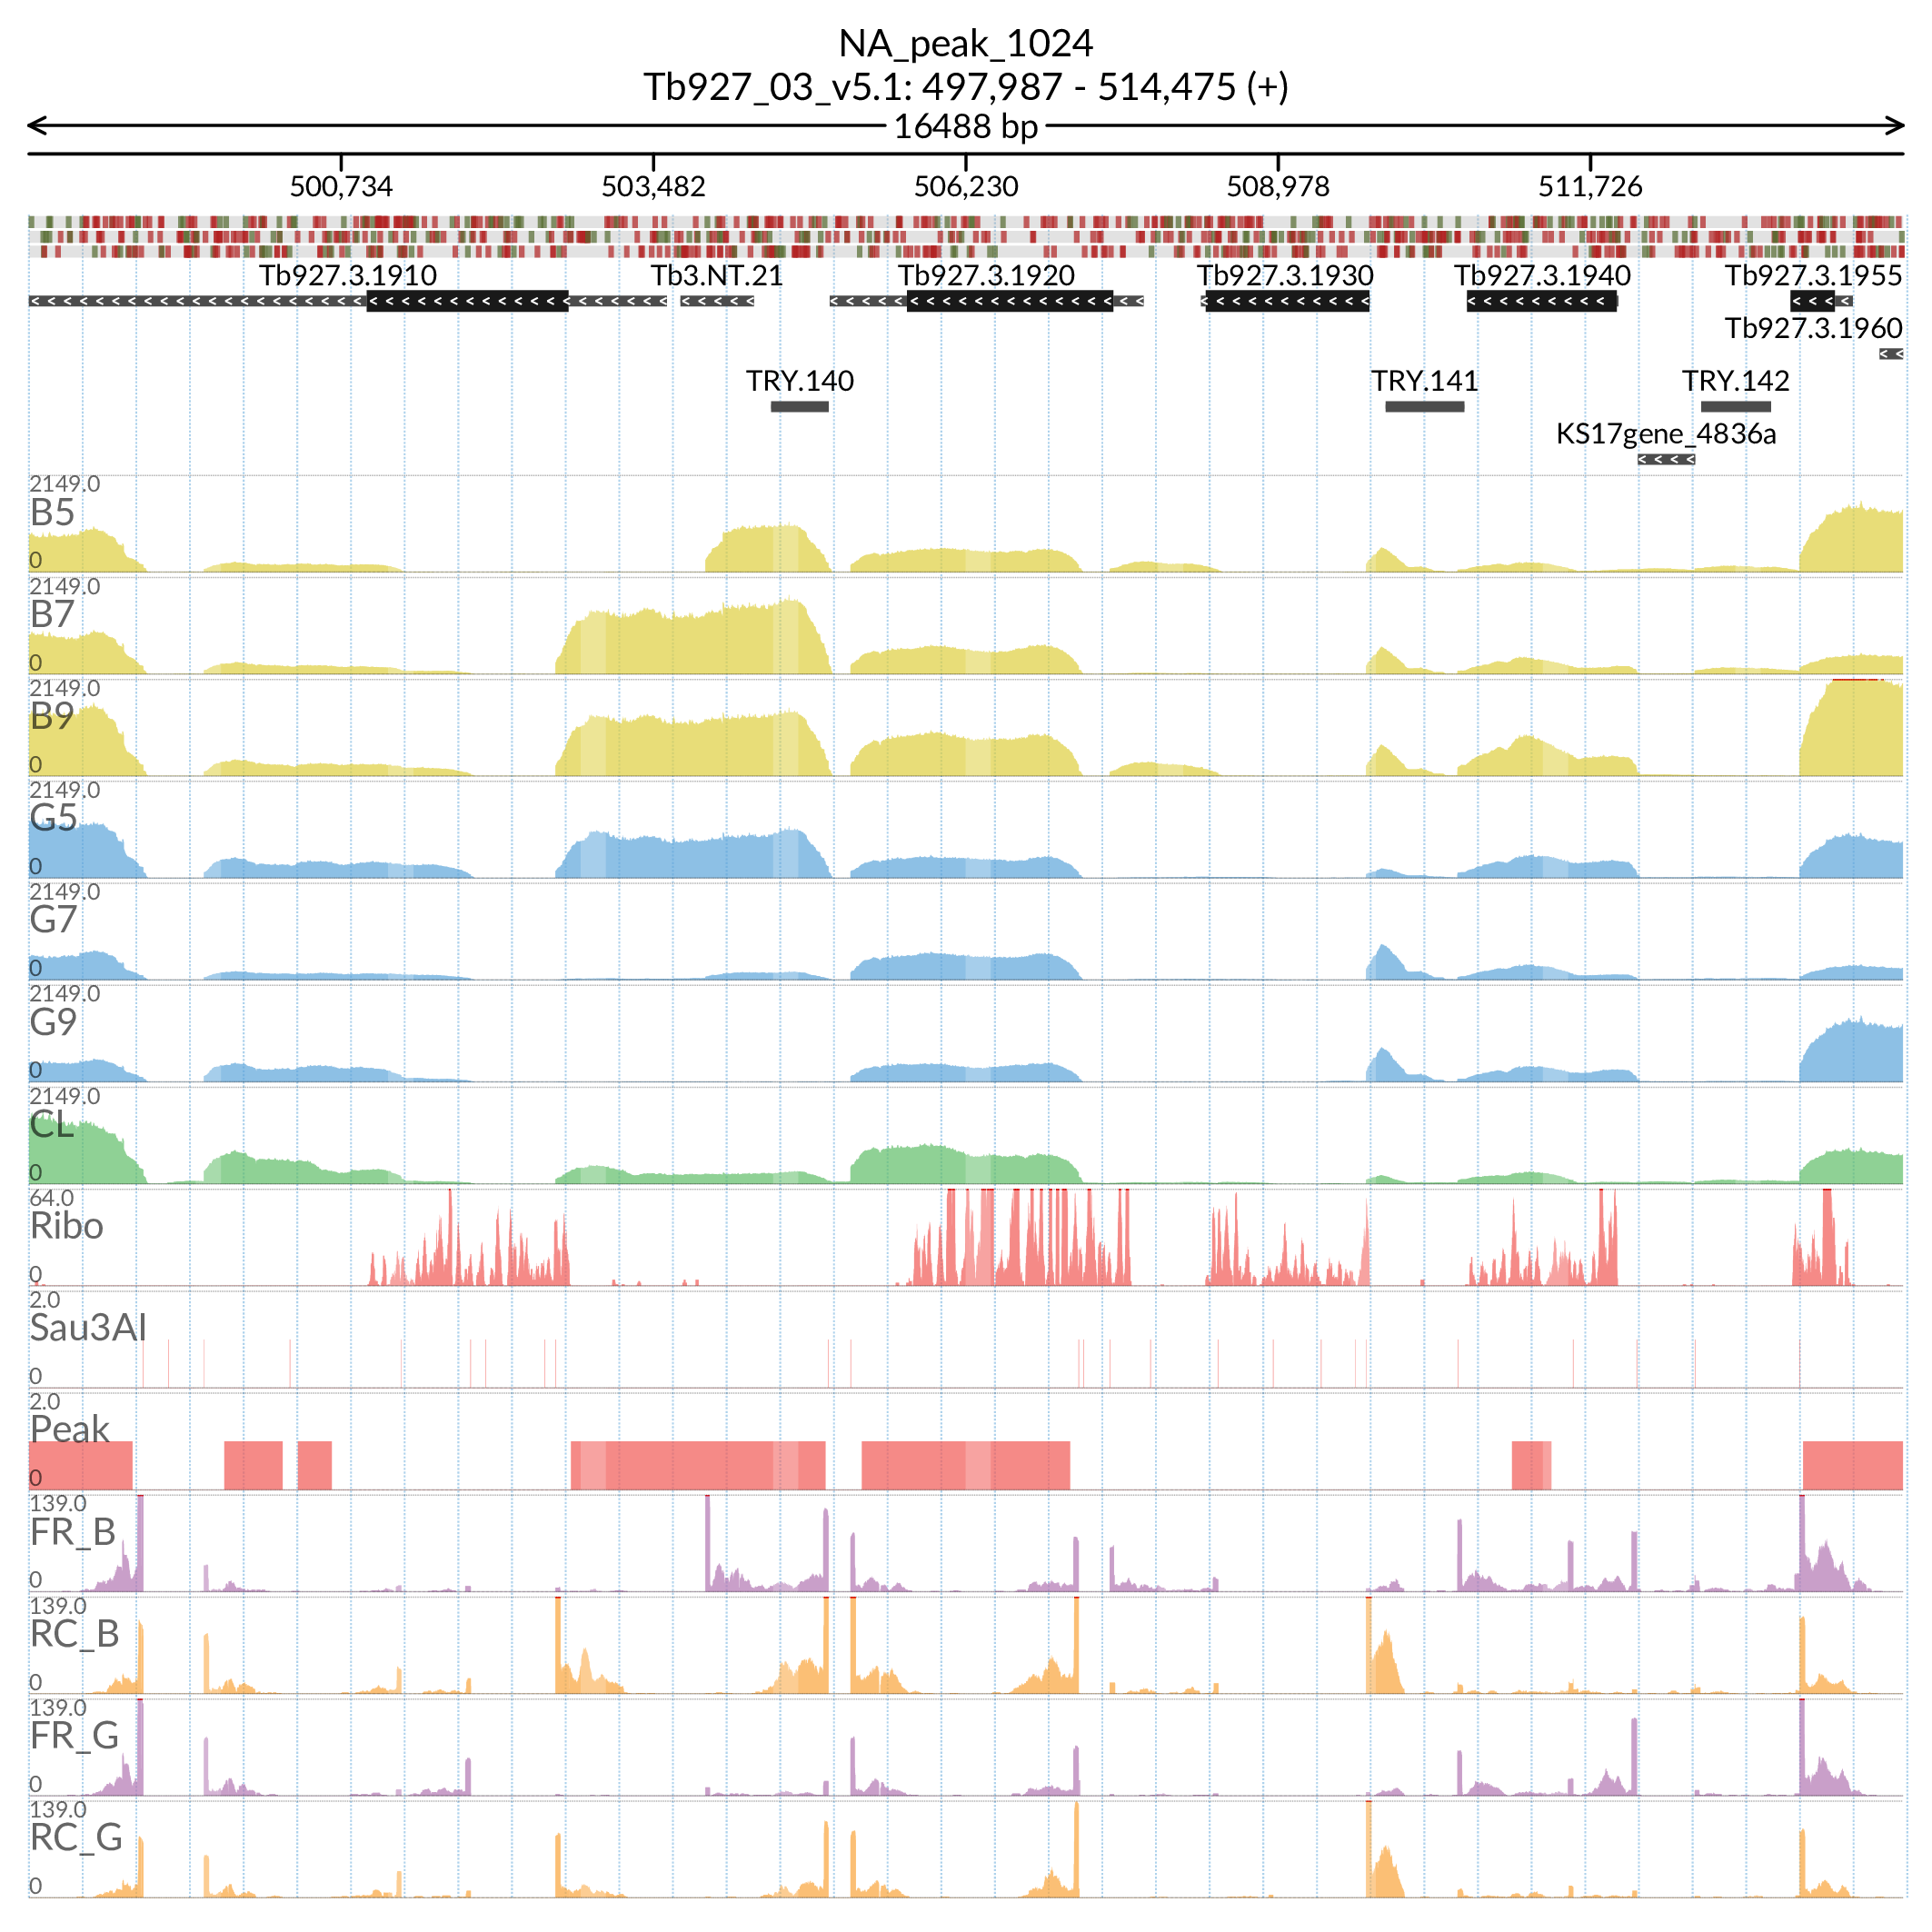 NA_peak_1024
Tb927_03_v5.1: 497,987 - 514,475 (+)
16488 bp
500,734 503,482 506,230 508,978 511,726
Tb927.3.1910 Tb3.NT.21 Tb927.3.1920 Tb927.3.1930 Tb927.3.1940 Tb927.3.1955
Tb927.3.1960
TRY.140 TRY.141 TRY.142
KS17gene_4836a
2149.0
B5
0
2149.0
B7
0
2149.0
B9
0
2149.0
G5
0
2149.0
G7
0
2149.0
G9
0
2149.0
CL
0
64.0
Ribo
0
2.0
Sau3AI
0
2.0
Peak
0
139.0
FR_B
0
139.0
RC_B
0
139.0
FR_G
0
139.0
RC_G
0